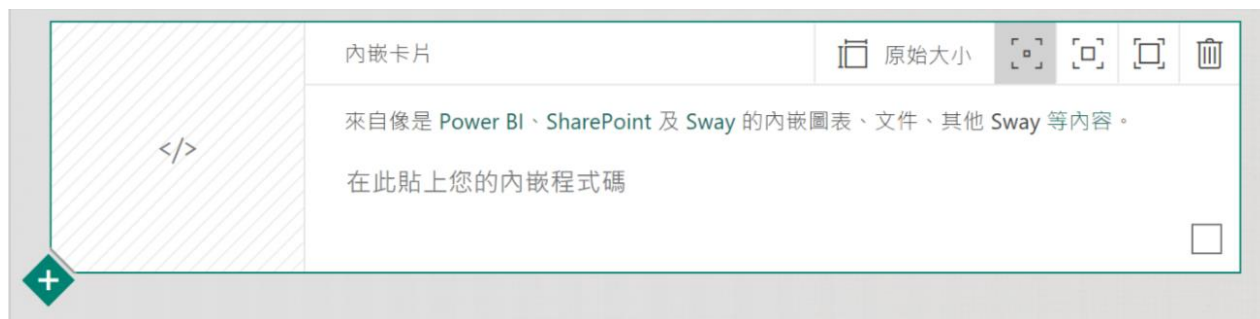 內嵌卡片
原始大小
來自像是 Power BI、SharePoint 及 Sway 的內嵌圖表、文件、其他 Sway 等內容。
</>
在此貼上您的內嵌程式碼